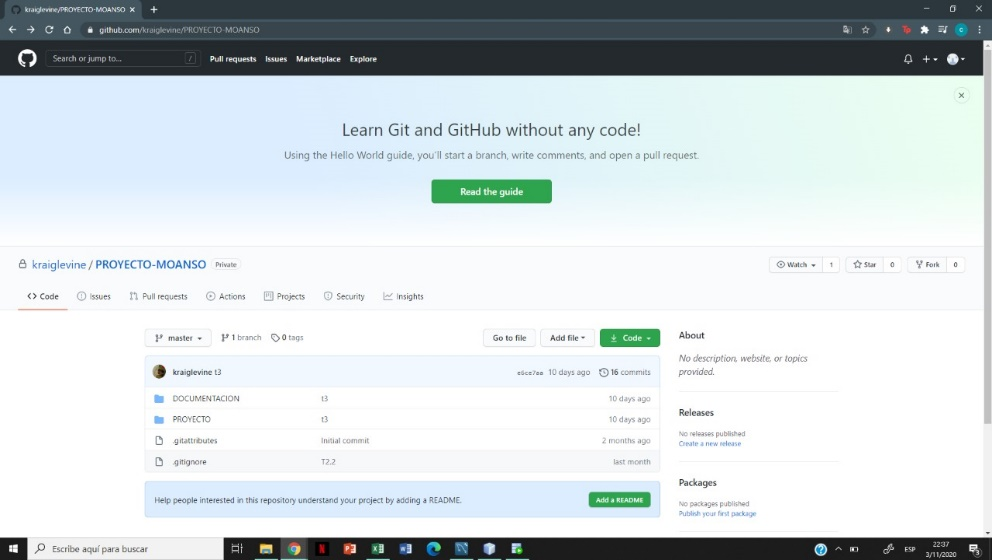 kraiglevine/PROYECTO-MOANSO
github.com/kraiglevine/PROYECTO-MOANSO
Search or jump to...
/
Pull requests Issues Marketplace Explore
Learn Git and GitHub without any code!
Using the Hello World guide, you'll start a branch, write comments, and open a pull request.
Read the guide
kraiglevine / PROYECTO-MOANSO Private
Watch 1 Star 0 Fork 0
Code Issues Pull requests Actions Projects Security Insights
master 1 branch 0 tags Go to file Add file Code
About
No description, website, or topics
provided.
kraiglevine t3 10 days ago 16 commits
DOCUMENTACION t3 10 days ago
PROYECTO t3 10 days ago
.gitattributes Initial commit 2 months ago
.gitignore T2.2 last month
Releases
No releases published
Create a new release
Help people interested in this repository understand your project by adding a README. Add a README
Packages
No packages published
Publish your first package
Escribe aquí para buscar
ESP
22:37
3/11/2020